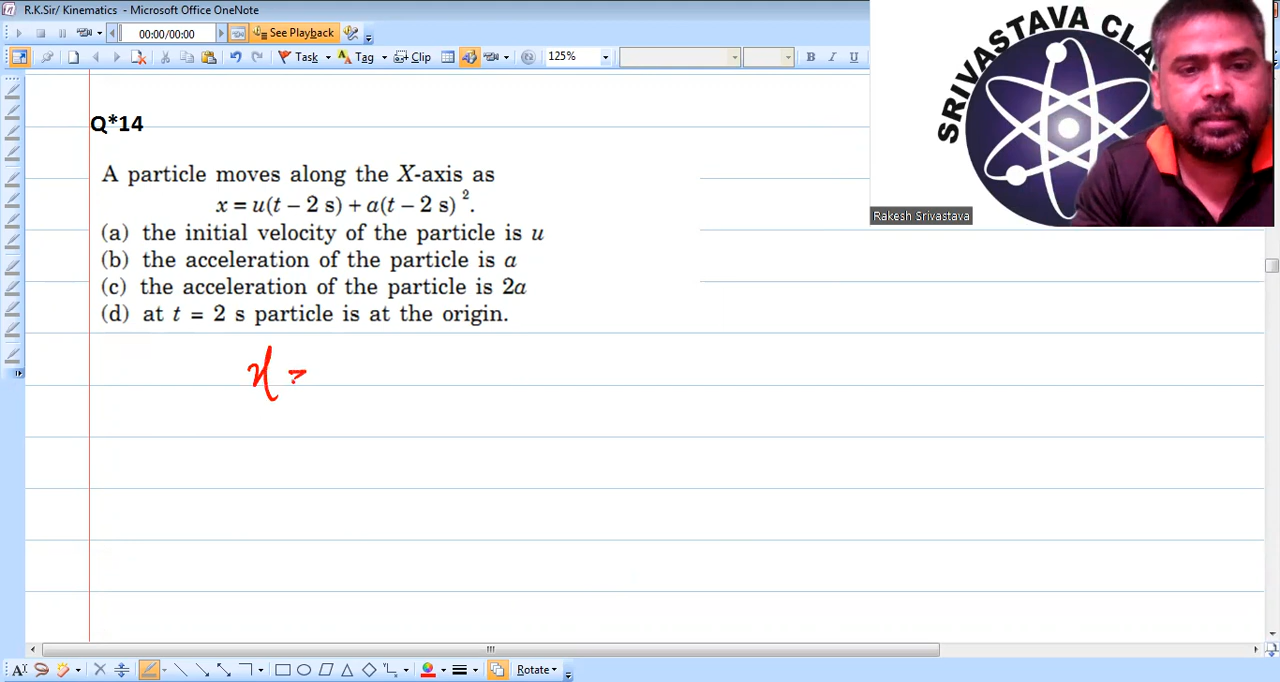 R.K.Sir/ Kinematics - Microsoft Office OneNote
00:00/00:00 See Playback
Task Tag Clip 125% B I U
SRIVASTAVA CLA
Rakesh Srivastava
Q*14
A particle moves along the X-axis as
x = u(t – 2 s) + a(t – 2 s)².
(a) the initial velocity of the particle is u
(b) the acceleration of the particle is a
(c) the acceleration of the particle is 2a
(d) at t = 2 s particle is at the origin.
x =
Rotate